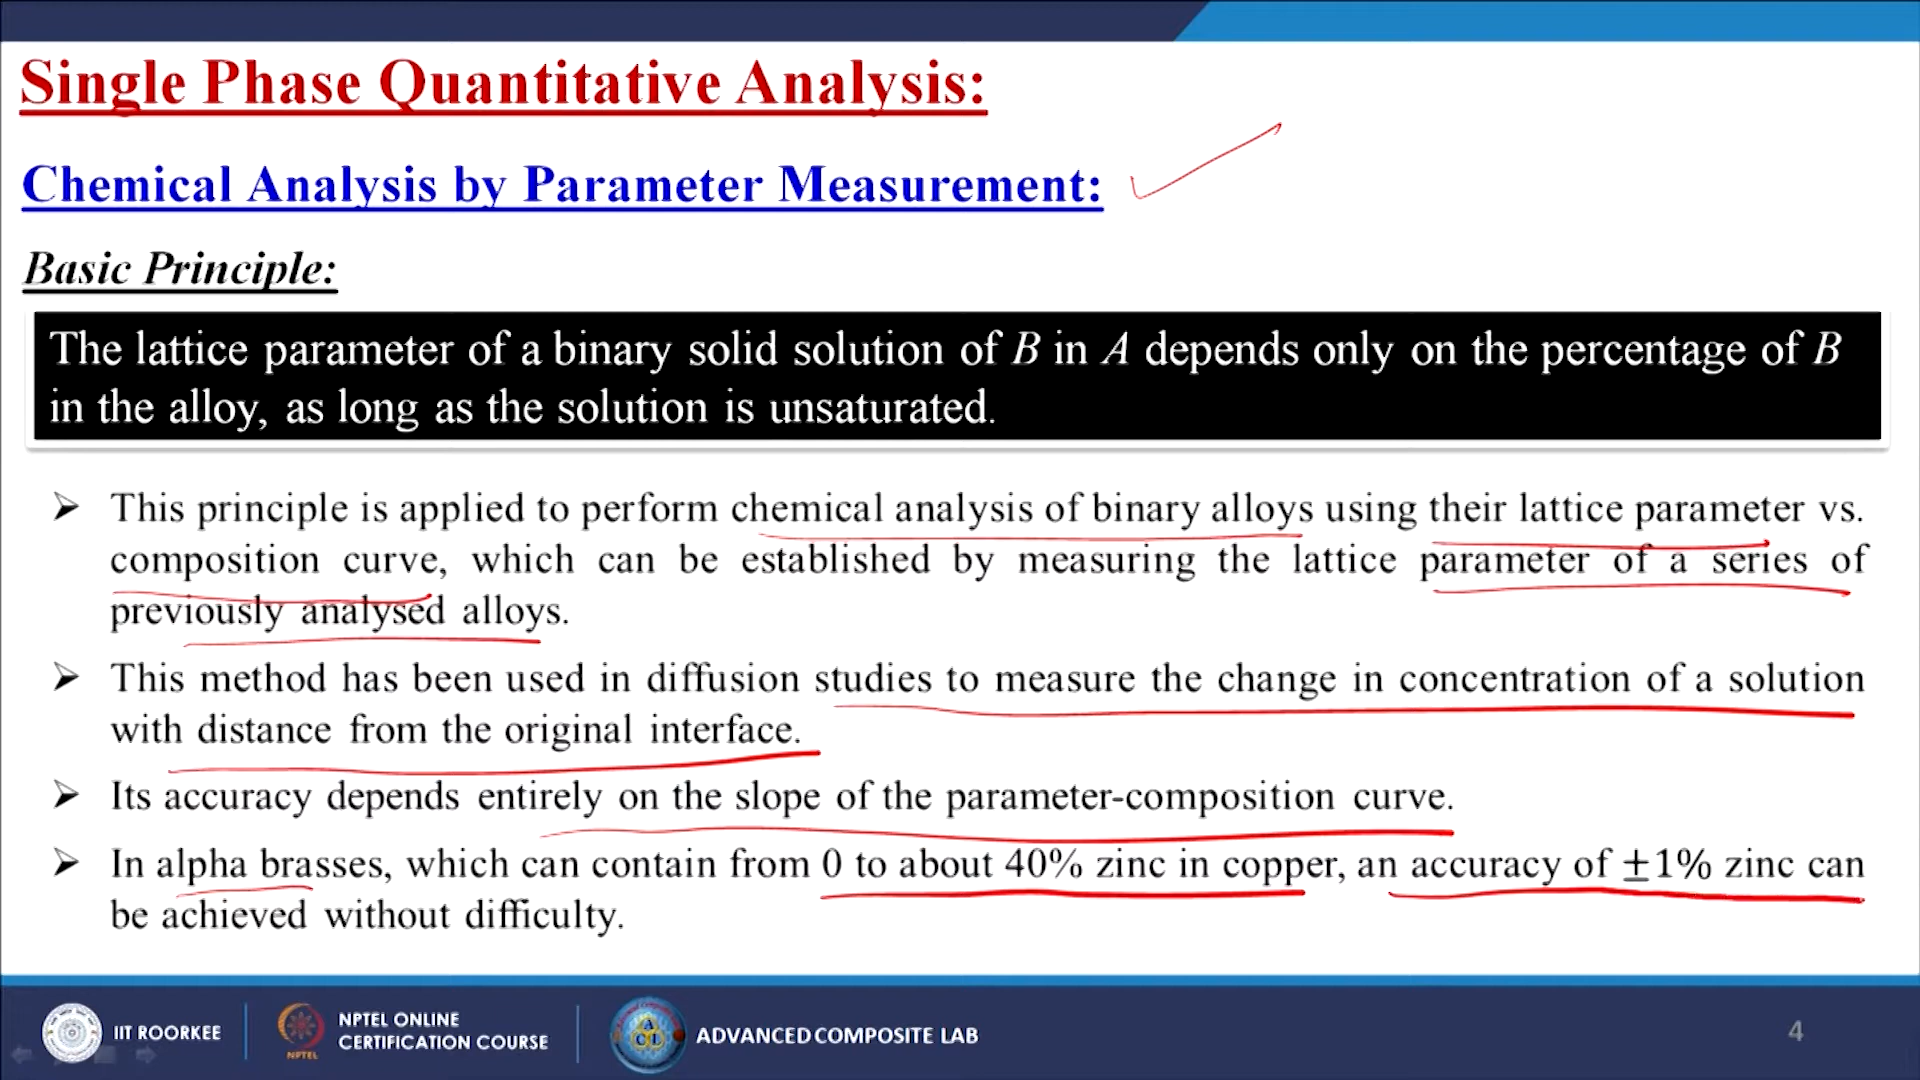 Single Phase Quantitative Analysis:
Chemical Analysis by Parameter Measurement:
Basic Principle:
The lattice parameter of a binary solid solution of B in A depends only on the percentage of B
in the alloy, as long as the solution is unsaturated.
➢ This principle is applied to perform chemical analysis of binary alloys using their lattice parameter vs.
composition curve, which can be established by measuring the lattice parameter of a series of
previously analysed alloys.
➢ This method has been used in diffusion studies to measure the change in concentration of a solution
with distance from the original interface.
➢ Its accuracy depends entirely on the slope of the parameter-composition curve.
➢ In alpha brasses, which can contain from 0 to about 40% zinc in copper, an accuracy of ±1% zinc can
be achieved without difficulty.
IIT ROORKEE
NPTEL
NPTEL ONLINE
CERTIFICATION COURSE
ADVANCED COMPOSITE LAB
4